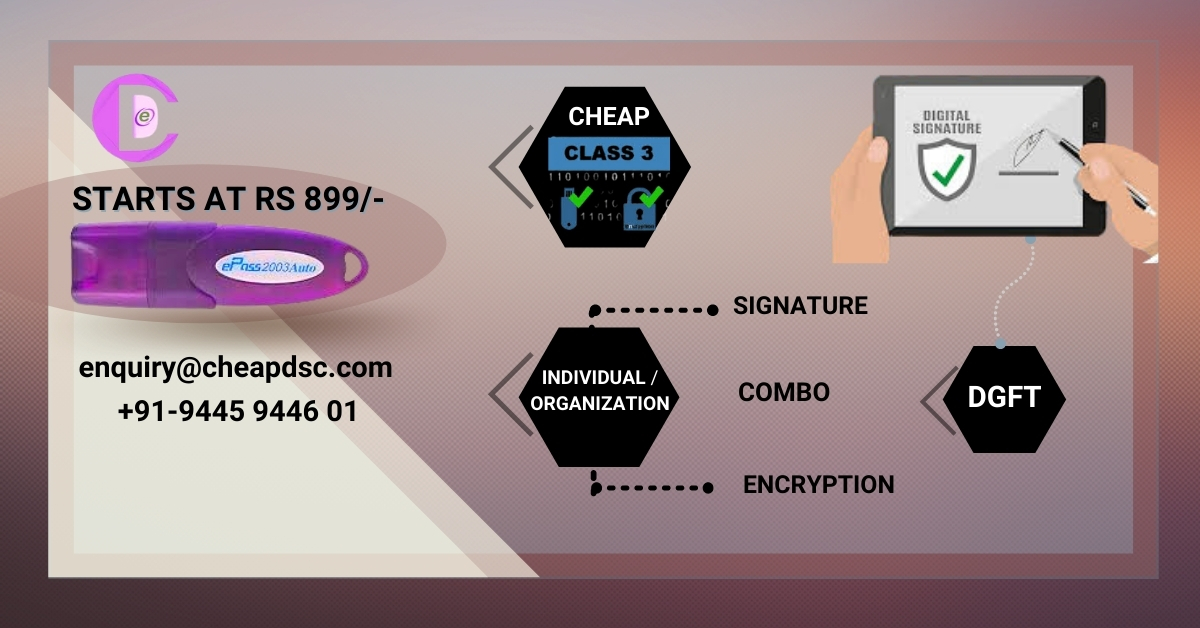 DC
e
STARTS AT RS 899/-
ePass2003Auto
enquiry@cheapdsc.com
+91-9445 9446 01
CHEAP
CLASS 3
INDIVIDUAL /
ORGANIZATION
SIGNATURE
COMBO
ENCRYPTION
DIGITAL
SIGNATURE
DGFT